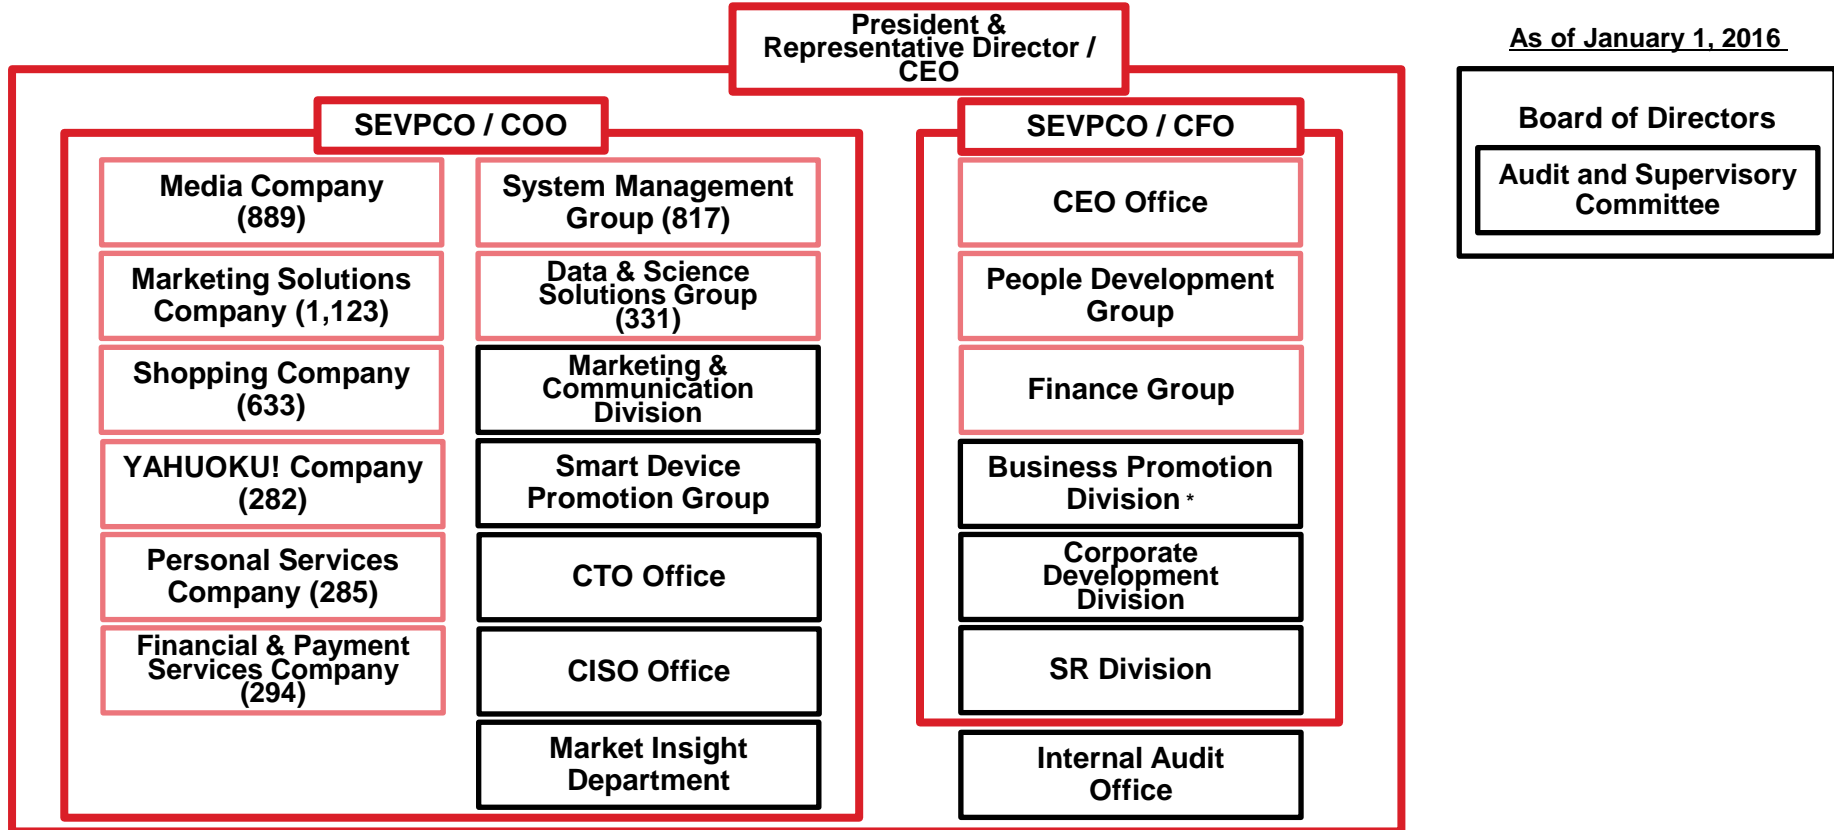 President &
Representative Director /
CEO
As of January 1, 2016
SEVPCO / COO
Media Company
(889)
Marketing Solutions
Company (1,123)
Shopping Company
(633)
YAHUOKU! Company
(282)
Personal Services
Company (285)
Financial & Payment
Services Company
(294)
System Management
Group (817)
Data & Science
Solutions Group
(331)
Marketing &
Communication
Division
Smart Device
Promotion Group
CTO Office
CISO Office
Market Insight
Department
SEVPCO / CFO
CEO Office
People Development
Group
Finance Group
Business Promotion
Division *
Corporate
Development
Division
SR Division
Internal Audit
Office
Board of Directors
Audit and Supervisory
Committee